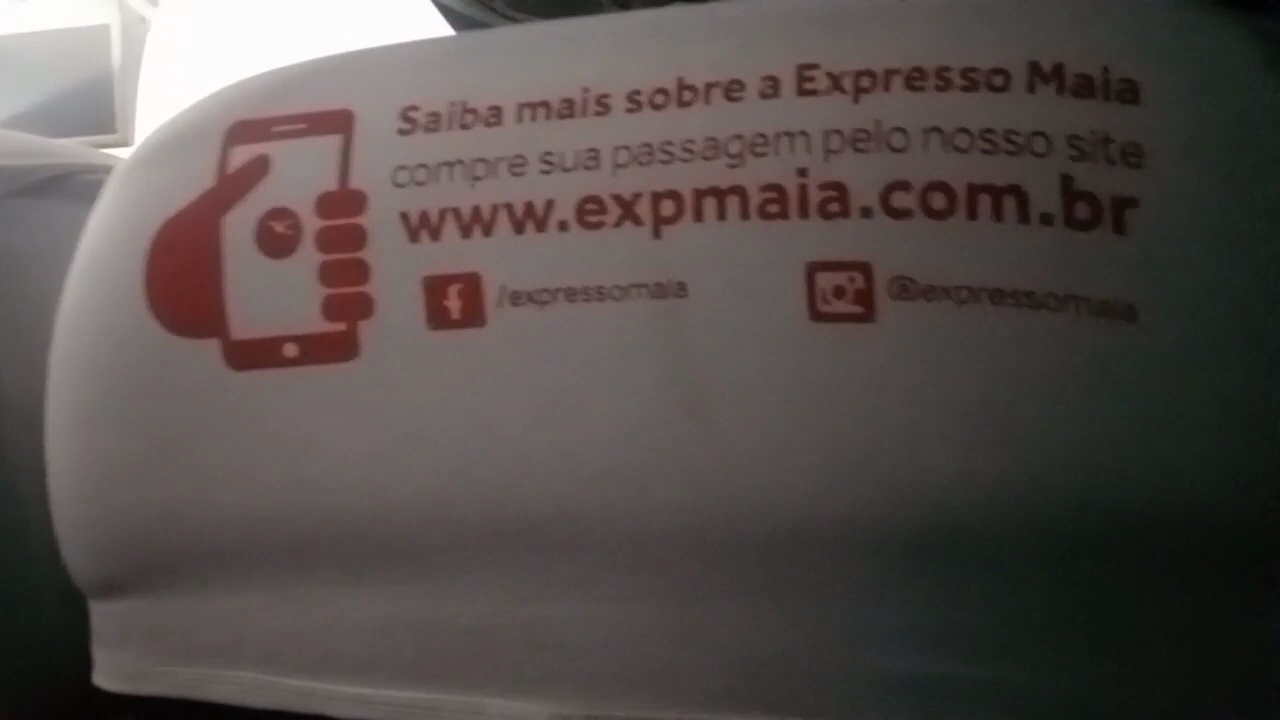 Saiba mais sobre a Expresso Maia
compre sua passagem pelo nosso site
www.expmaia.com.br
/expressomaia @expressomaia